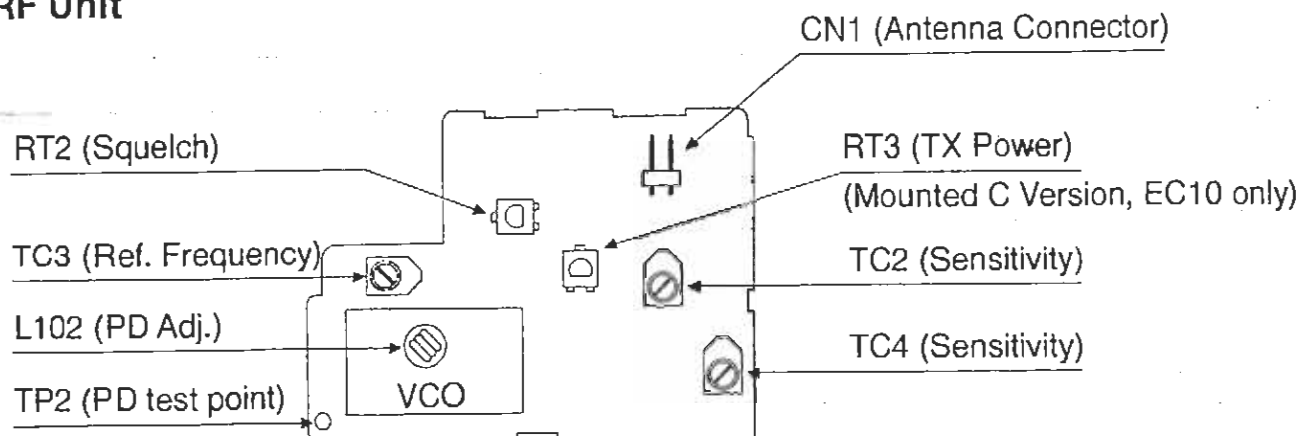 RF Unit
CN1 (Antenna Connector)
RT2 (Squelch)
RT3 (TX Power)
(Mounted C Version, EC10 only)
TC3 (Ref. Frequency)
TC2 (Sensitivity)
L102 (PD Adj.)
TC4 (Sensitivity)
TP2 (PD test point)
VCO